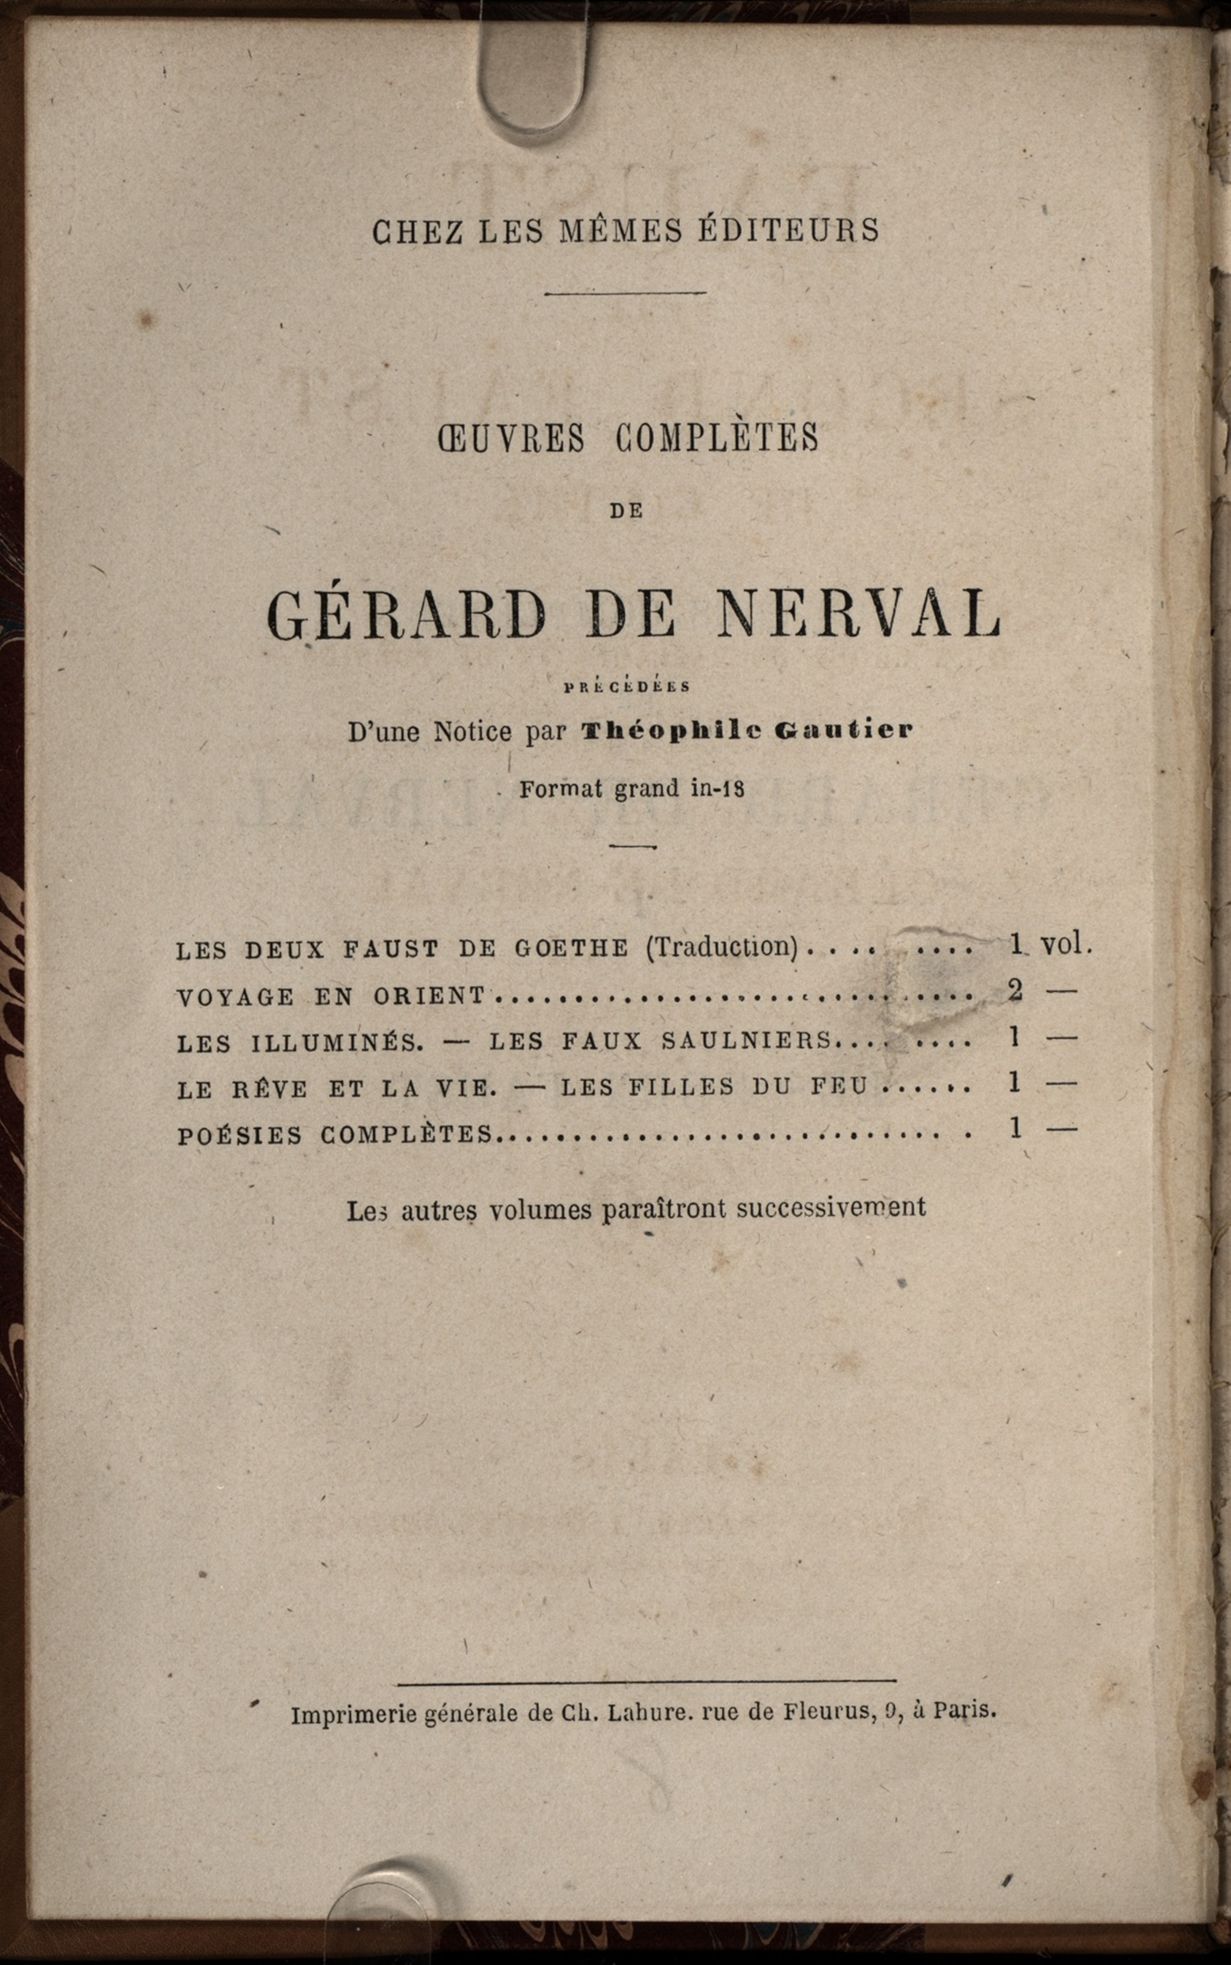 CHEZ LES MÊMES ÉDITEURS
ŒUVRES COMPLÈTES
DE
GÉRARD DE NERVAL
PRÉCÉDÉES
D'une Notice par Théophile Gautier
Format grand in-18
LES DEUX FAUST DE GOETHE (Traduction). . . . . . . . 1 vol.
VOYAGE EN ORIENT.............................. 2 —
LES ILLUMINÉS. — LES FAUX SAULNIERS........ 1 —
LE RÊVE ET LA VIE. — LES FILLES DU FEU ...... 1 —
POÉSIES COMPLÈTES.............................. 1 —
Les autres volumes paraîtront successivement
Imprimerie générale de Ch. Lahure. rue de Fleurus, 9, à Paris.